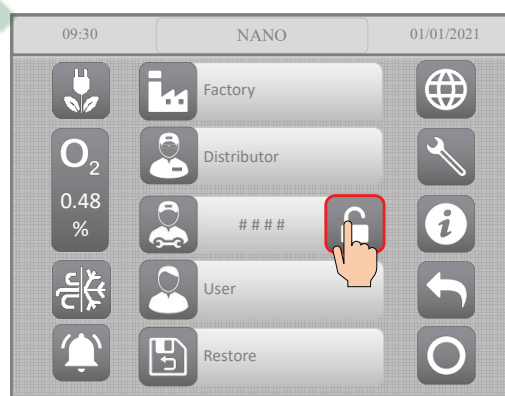 09:30 NANO 01/01/2021
Factory
O2
Distributor
0.48
%
####
i
User
Restore